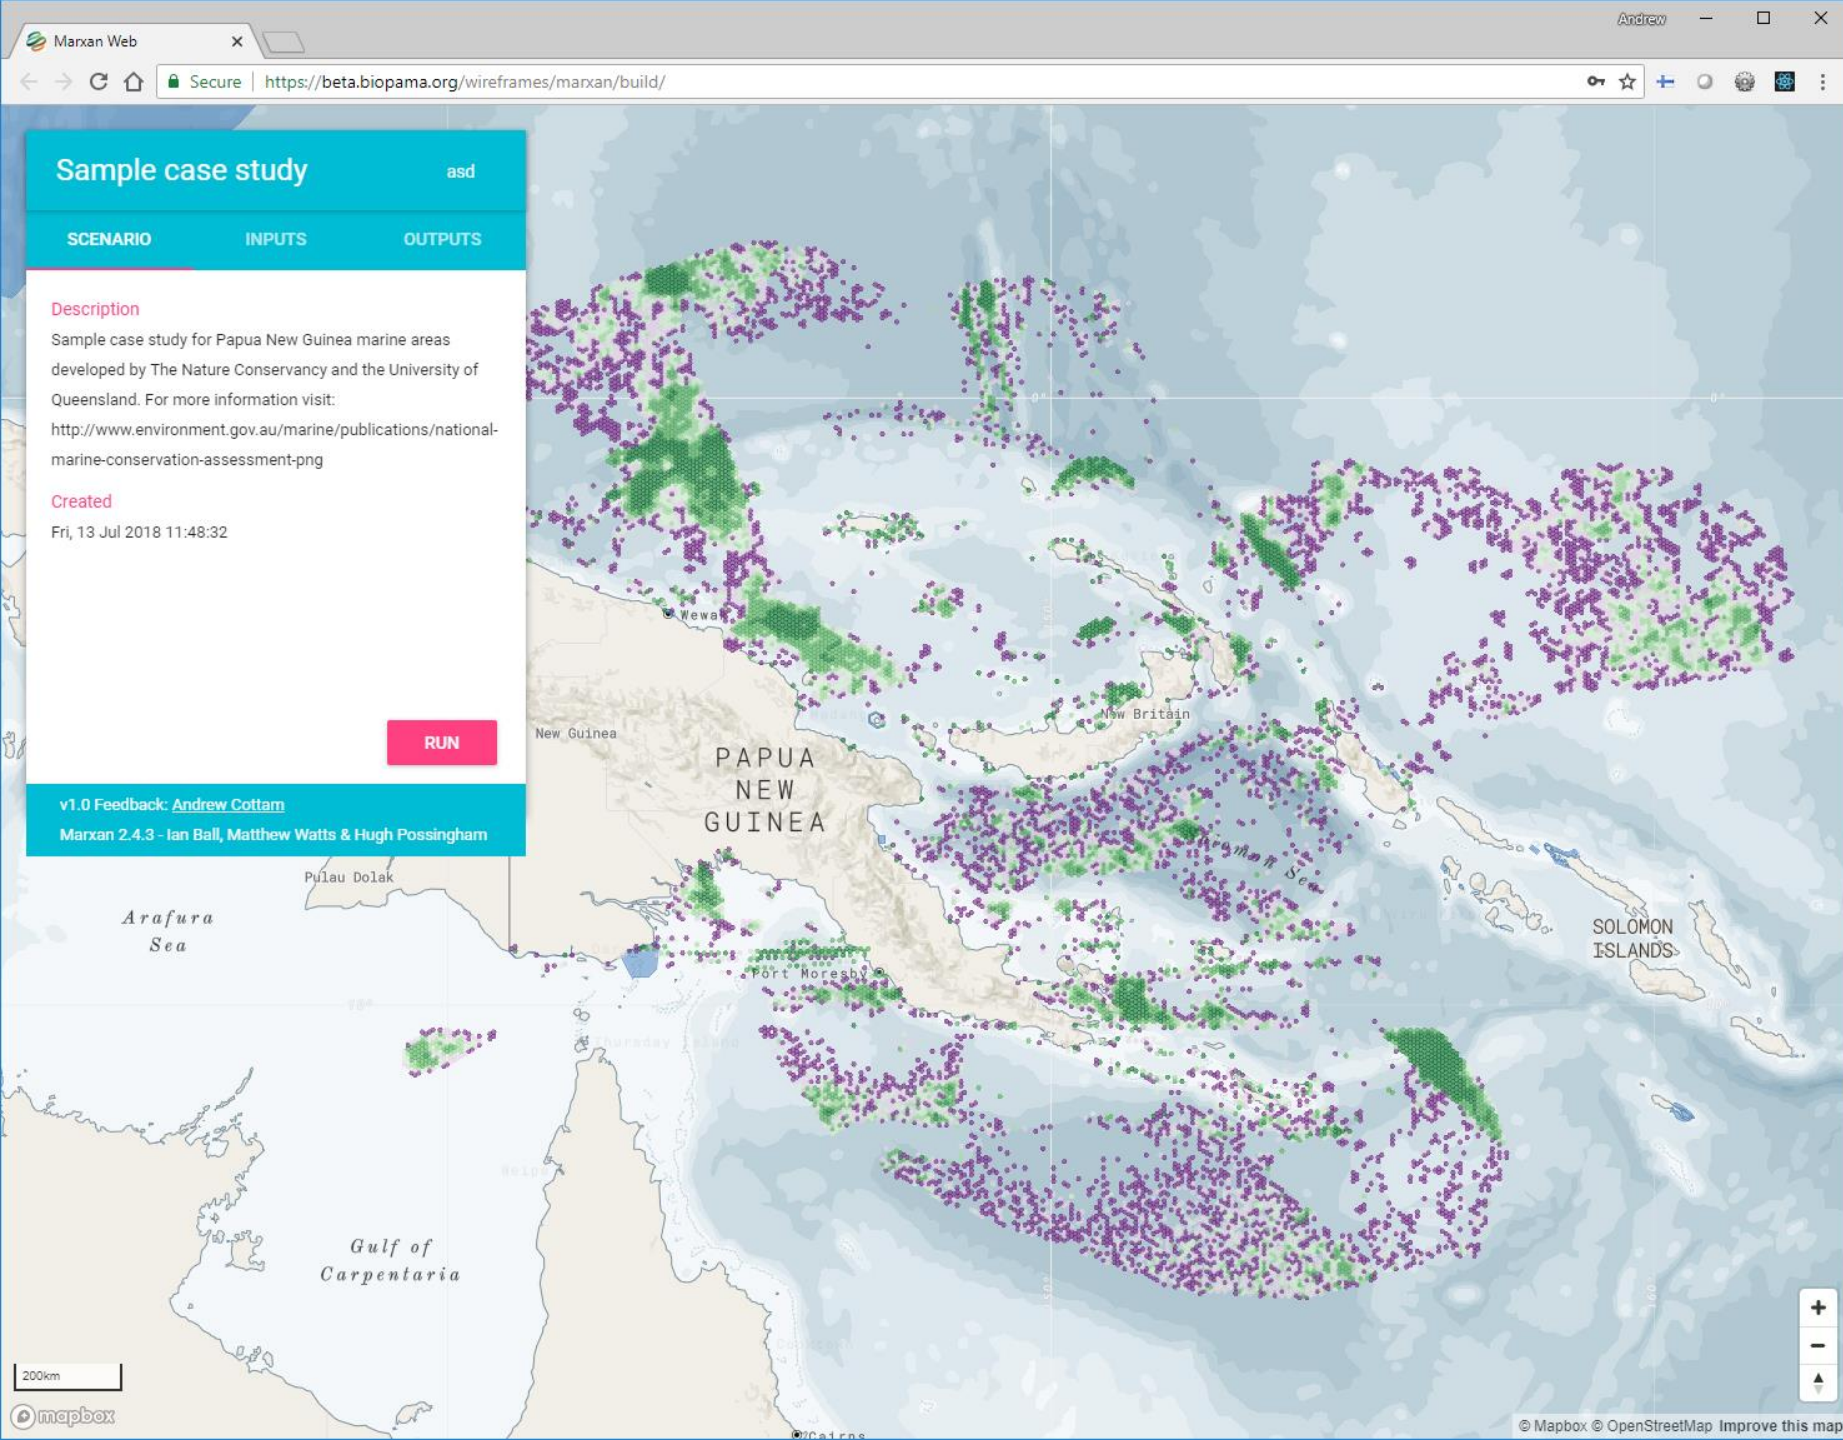 Andrew
Marxan Web
Secure
https://beta.biopama.org/wireframes/marxan/build/
Sample case study
asd
SCENARIO
INPUTS
OUTPUTS
Description
Sample case study for Papua New Guinea marine areas
developed by The Nature Conservancy and the University of
Queensland. For more information visit:
http://www.environment.gov.au/marine/publications/national-
marine-conservation-assessment-png
Created
Fri, 13 Jul 2018 11:48:32
RUN
v1.0 Feedback: Andrew Cottam
Marxan 2.4.3 - Ian Ball, Matthew Watts & Hugh Possingham
0°
0°
Wewak
New Guinea
New Britain
PAPUA
NEW
GUINEA
Pulau Dolak
Arafura
Sea
Port Moresby
Thursday Island
SOLOMON
ISLANDS
Gulf of
Carpentaria
Cairns
200km
mapbox
© Mapbox © OpenStreetMap Improve this map